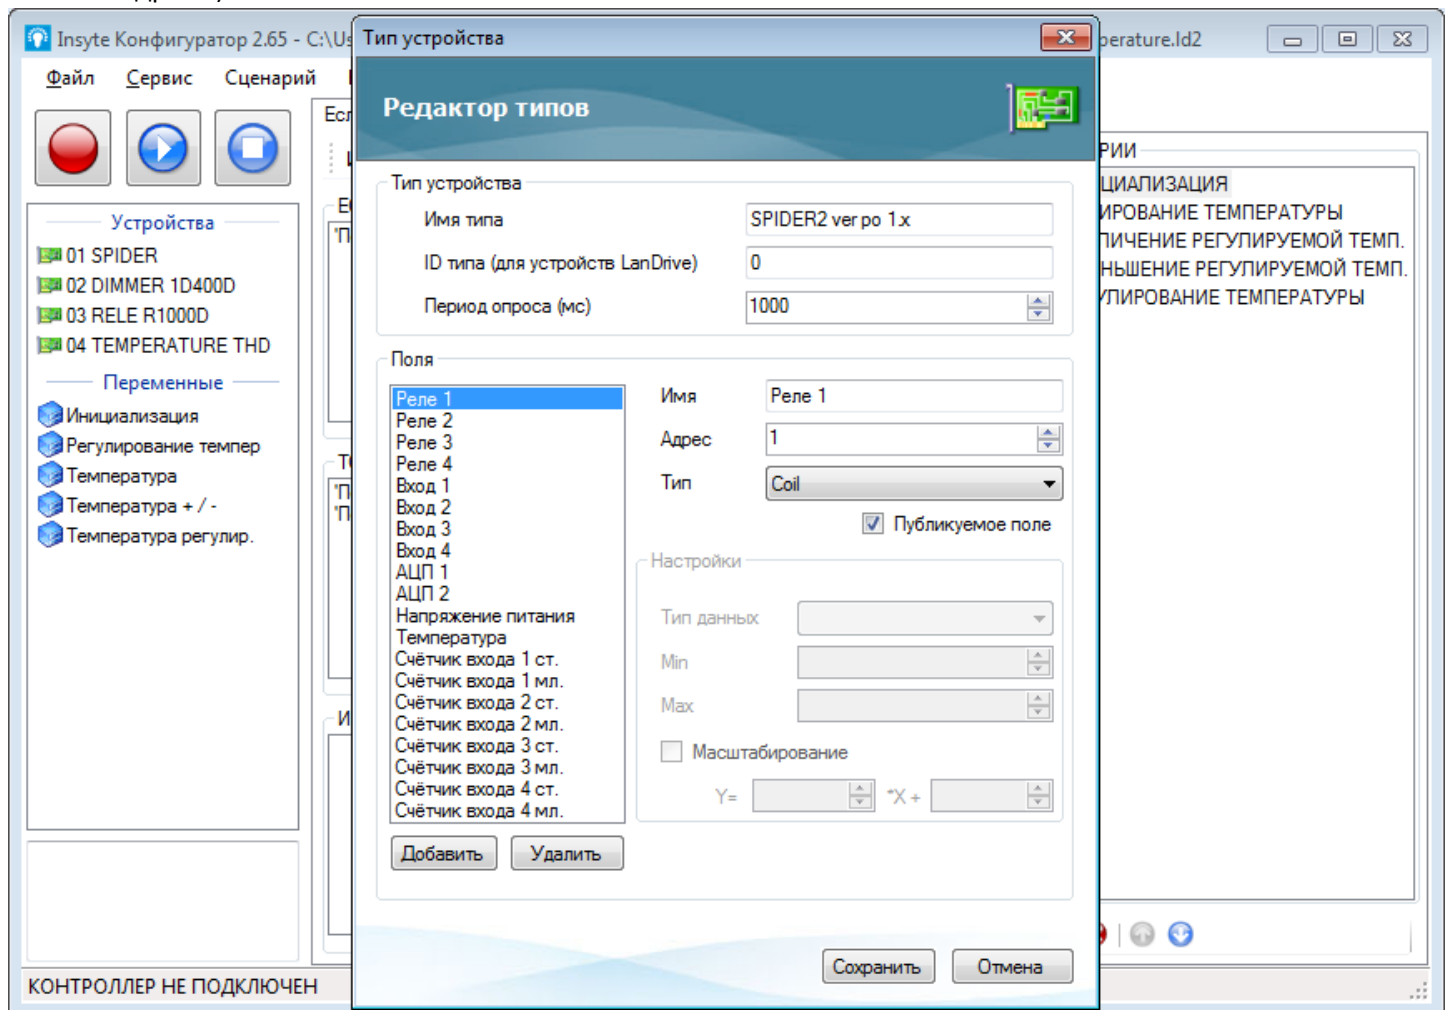 Insyte Конфигуратор 2.65 - C:\Us
perature.ld2
Файл Сервис Сценарий
Устройства
01 SPIDER
02 DIMMER 1D400D
03 RELE R1000D
04 TEMPERATURE THD
Переменные
Инициализация
Регулирование темпер
Температура
Температура + / -
Температура регулир.
КОНТРОЛЛЕР НЕ ПОДКЛЮЧЕН
Тип устройства
Редактор типов
Тип устройства
Имя типа SPIDER2 ver po 1.x
ID типа (для устройств LanDrive) 0
Период опроса (мс) 1000
Поля
Реле 1
Реле 2
Реле 3
Реле 4
Вход 1
Вход 2
Вход 3
Вход 4
АЦП 1
АЦП 2
Напряжение питания
Температура
Счётчик входа 1 ст.
Счётчик входа 1 мл.
Счётчик входа 2 ст.
Счётчик входа 2 мл.
Счётчик входа 3 ст.
Счётчик входа 3 мл.
Счётчик входа 4 ст.
Счётчик входа 4 мл.
Добавить Удалить
Имя Реле 1
Адрес 1
Тип Coil
Публикуемое поле
Настройки
Тип данных
Min
Max
Масштабирование
Y= *X +
Сохранить Отмена
РИИ
ЦИАЛИЗАЦИЯ
ИРОВАНИЕ ТЕМПЕРАТУРЫ
ЛИЧЕНИЕ РЕГУЛИРУЕМОЙ ТЕМП.
НЬШЕНИЕ РЕГУЛИРУЕМОЙ ТЕМП.
УЛИРОВАНИЕ ТЕМПЕРАТУРЫ